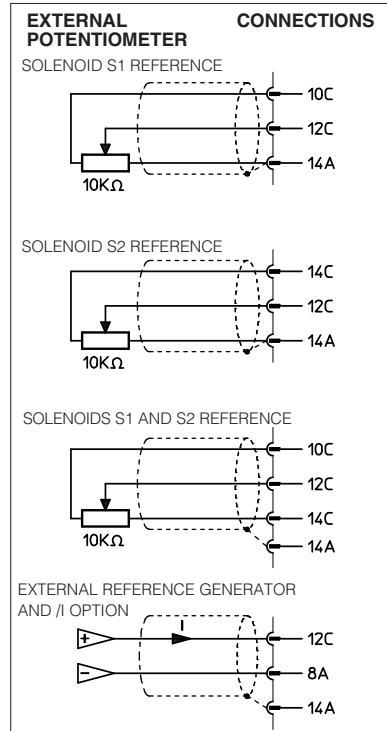 EXTERNAL POTENTIOMETER CONNECTIONS
SOLENOID S1 REFERENCE
10C
12C
14A
10KΩ
SOLENOID S2 REFERENCE
14C
12C
14A
10KΩ
SOLENOIDS S1 AND S2 REFERENCE
10C
12C
14C
10KΩ
14A
EXTERNAL REFERENCE GENERATOR
AND /I OPTION
I
+
12C
-
8A
14A